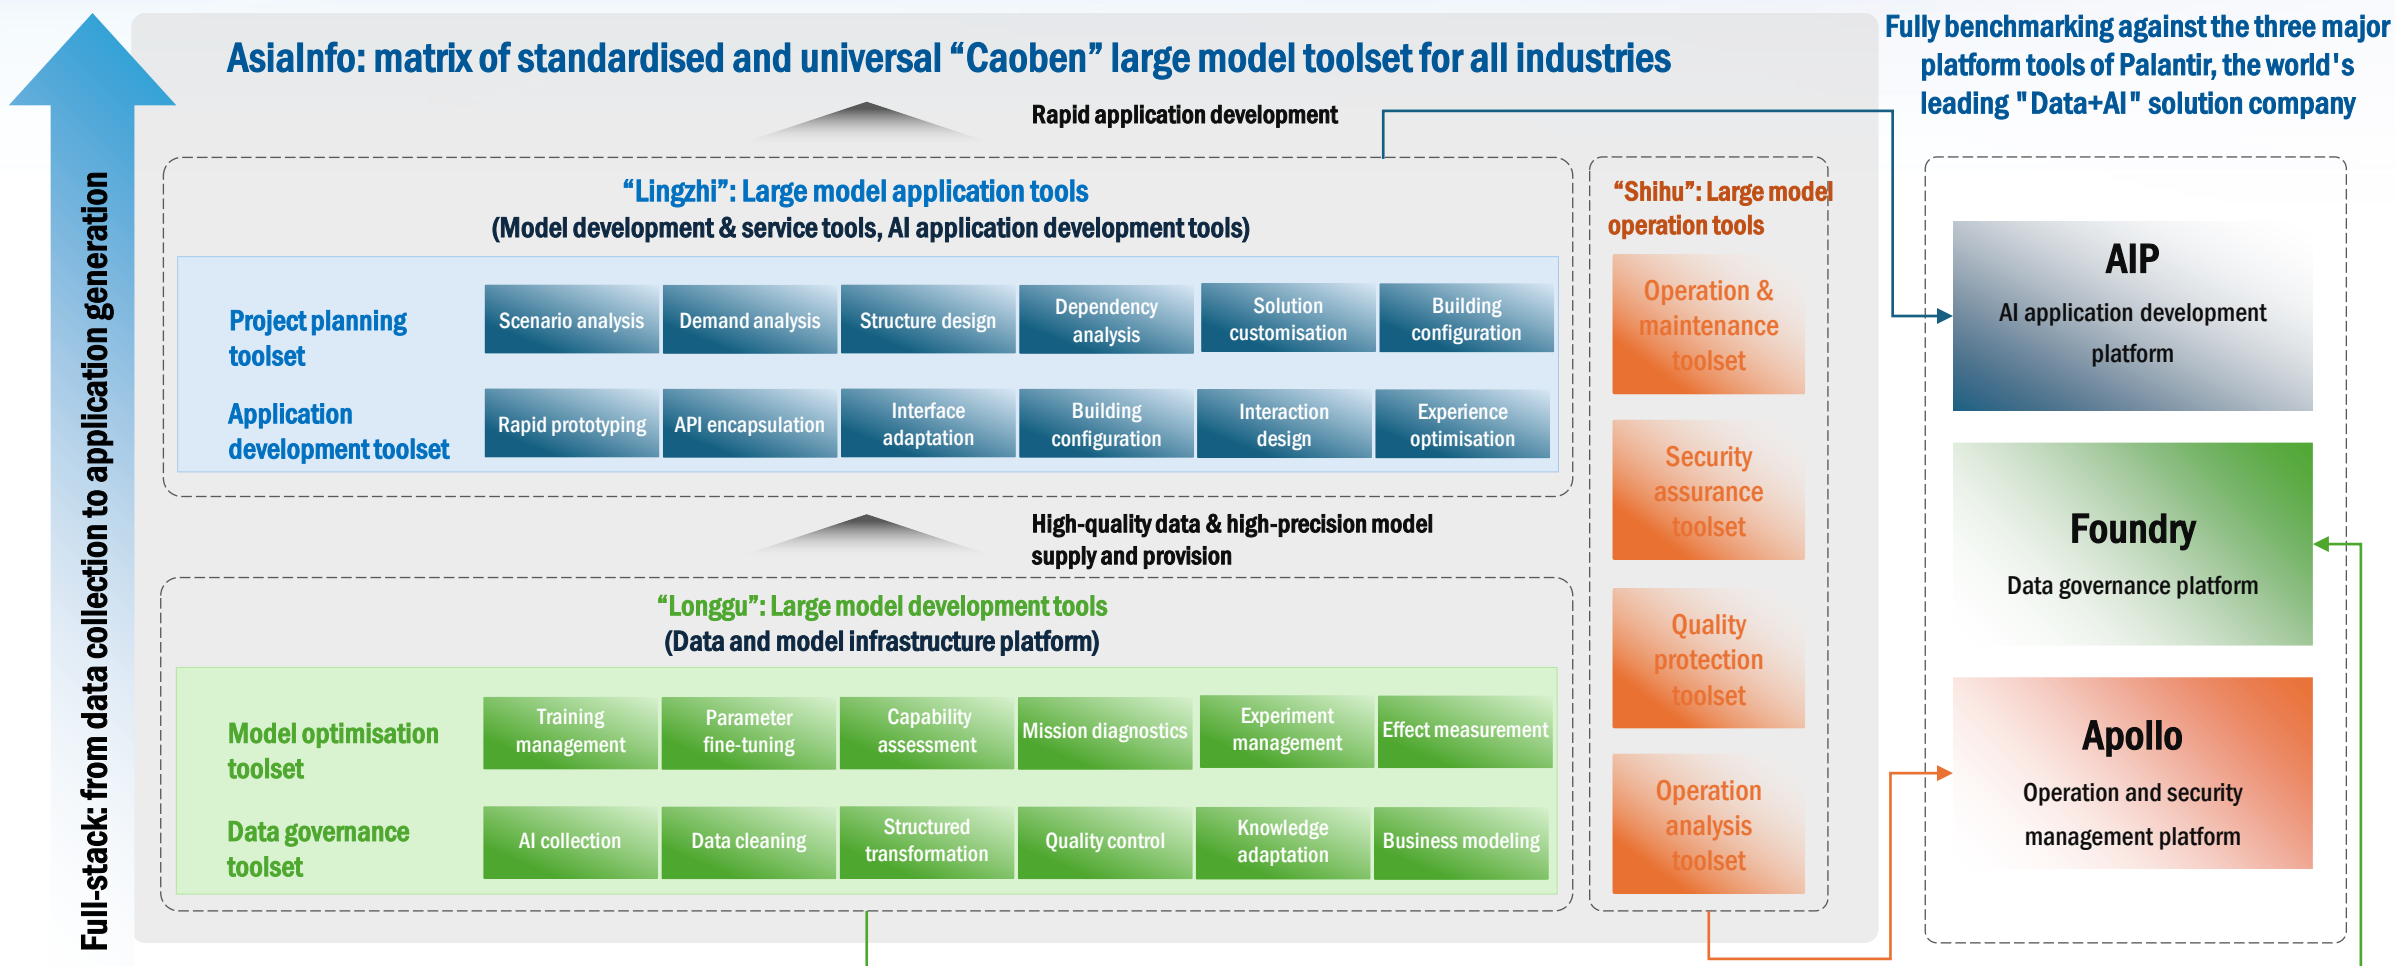 AsiaInfo: matrix of standardised and universal “Caoben” large model toolset for all industries
Fully benchmarking against the three major
platform tools of Palantir, the world's
leading "Data+AI" solution company
Full-stack: from data collection to application generation
Rapid application development
“Lingzhi”: Large model application tools
(Model development & service tools, AI application development tools)
Project planning
toolset
Scenario analysis
Demand analysis
Structure design
Dependency
analysis
Solution
customisation
Building
configuration
Application
development toolset
Rapid prototyping
API encapsulation
Interface
adaptation
Building
configuration
Interaction
design
Experience
optimisation
High-quality data & high-precision model
supply and provision
“Longgu”: Large model development tools
(Data and model infrastructure platform)
Model optimisation
toolset
Training
management
Parameter
fine-tuning
Capability
assessment
Mission diagnostics
Experiment
management
Effect measurement
Data governance
toolset
AI collection
Data cleaning
Structured
transformation
Quality control
Knowledge
adaptation
Business modeling
“Shihu”: Large model
operation tools
Operation &
maintenance
toolset
Security
assurance
toolset
Quality
protection
toolset
Operation
analysis
toolset
AIP
AI application development
platform
Foundry
Data governance platform
Apollo
Operation and security
management platform